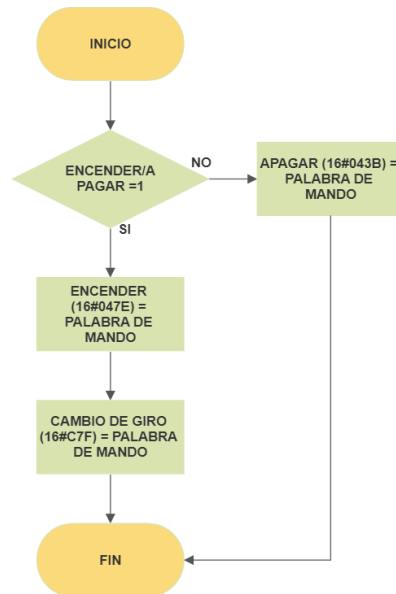 INICIO
ENCENDER/A
PAGAR =1
NO
APAGAR (16#043B) =
PALABRA DE
MANDO
SI
ENCENDER
(16#047E) =
PALABRA DE
MANDO
CAMBIO DE GIRO
(16#C7F) = PALABRA
DE MANDO
FIN